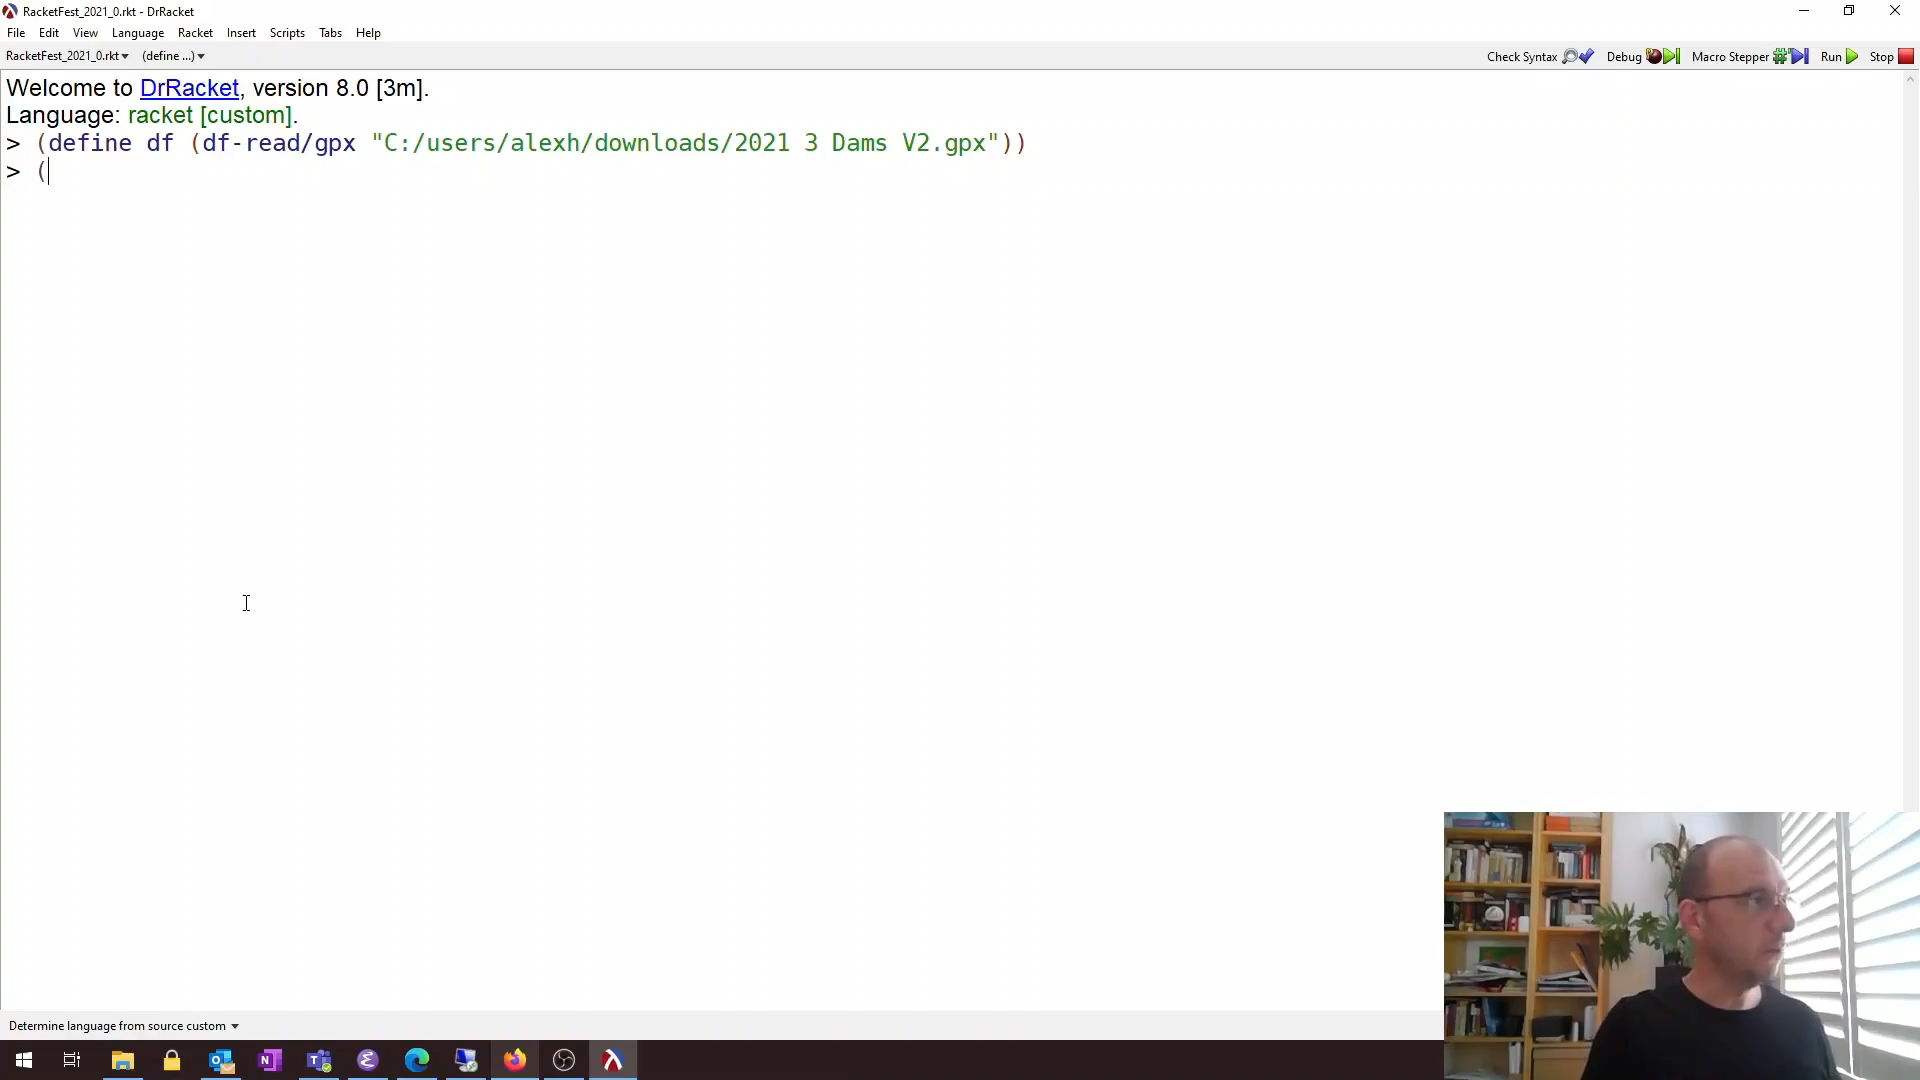 RacketFest_2021_0.rkt - DrRacket
File Edit View Language Racket Insert Scripts Tabs Help
RacketFest_2021_0.rkt (define ...) Check Syntax Debug Macro Stepper Run Stop
Welcome to DrRacket, version 8.0 [3m].
Language: racket [custom].
> (define df (df-read/gpx "C:/users/alexh/downloads/2021 3 Dams V2.gpx"))
> (
Determine language from source custom